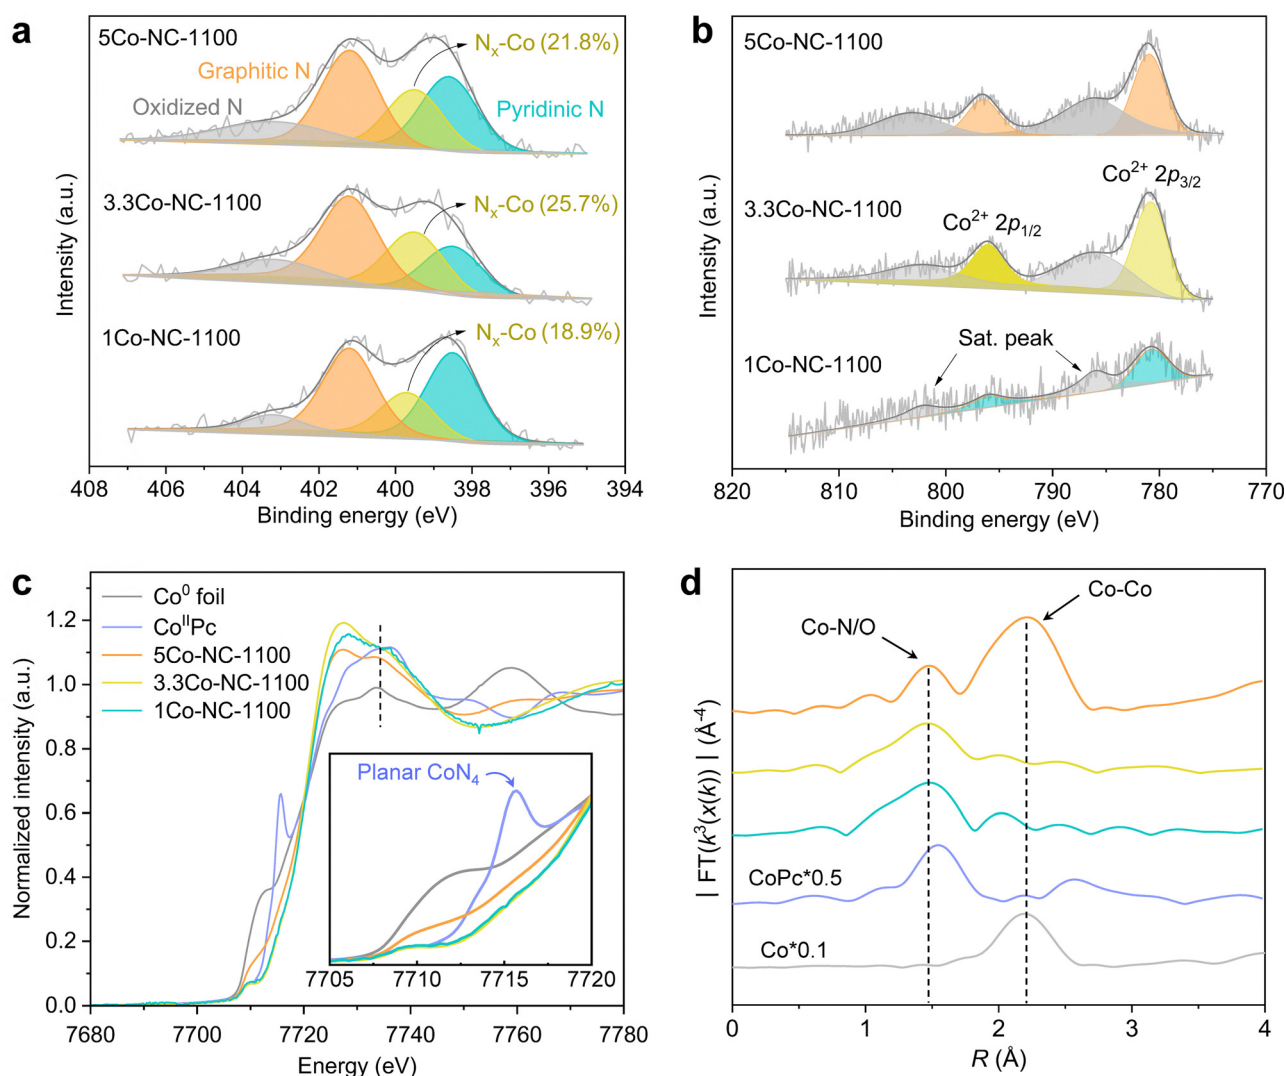 a
5Co-NC-1100
Nₓ-Co (21.8%)
Graphitic N
Oxidized N
Pyridinic N
3.3Co-NC-1100
Nₓ-Co (25.7%)
1Co-NC-1100
Nₓ-Co (18.9%)
Intensity (a.u.)
408 406 404 402 400 398 396 394
Binding energy (eV)
b
5Co-NC-1100
Co²⁺ 2p₃/₂
3.3Co-NC-1100
Co²⁺ 2p₁/₂
Sat. peak
1Co-NC-1100
Intensity (a.u.)
820 810 800 790 780 770
Binding energy (eV)
c
Co⁰ foil
CoᴵᴵPc
5Co-NC-1100
3.3Co-NC-1100
1Co-NC-1100
Planar CoN₄
7705 7710 7715 7720
Normalized intensity (a.u.)
1.2
1.0
0.8
0.6
0.4
0.2
0.0
7680 7700 7720 7740 7760 7780
Energy (eV)
d
Co-Co
Co-N/O
CoPc*0.5
Co*0.1
| FT(k³(x(k)) | (Å⁻⁴)
0 1 2 3 4
R (Å)